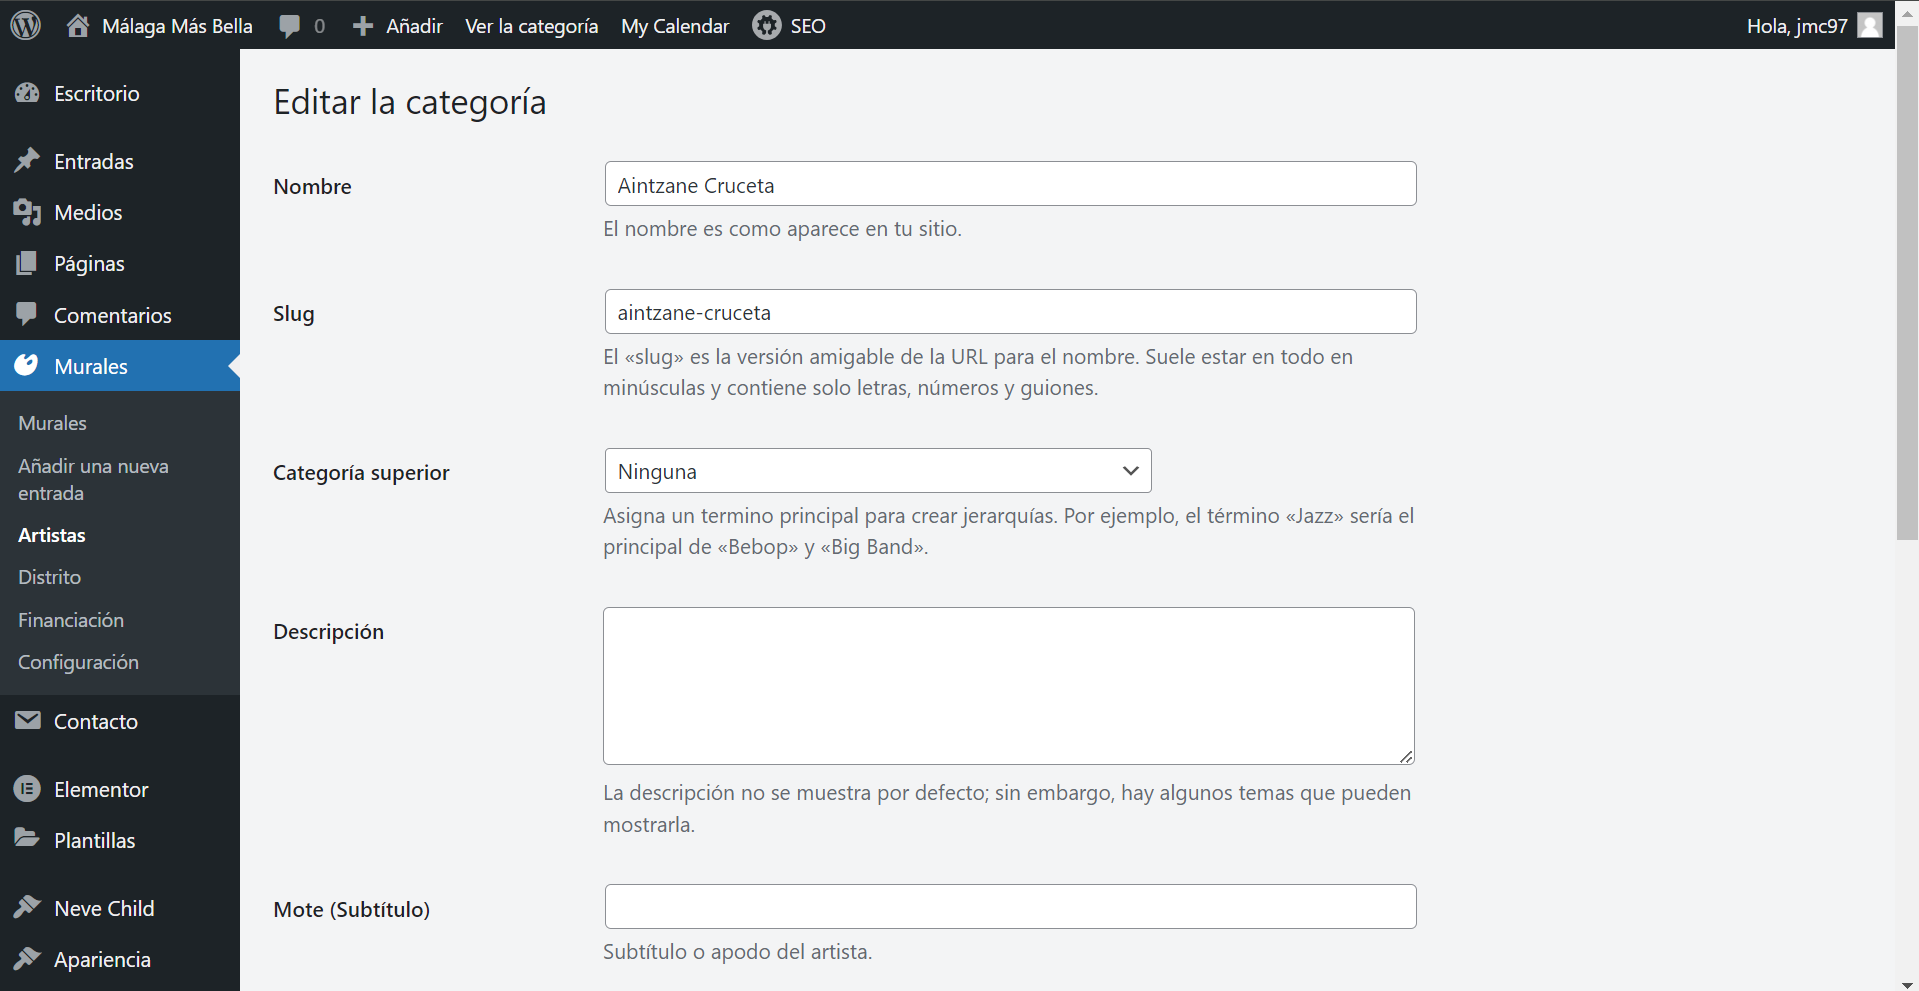 Málaga Más Bella
0
Añadir
Ver la categoría
My Calendar
SEO
Hola, jmc97
Escritorio
Entradas
Medios
Páginas
Comentarios
Murales
Murales
Añadir una nueva
entrada
Artistas
Distrito
Financiación
Configuración
Contacto
Elementor
Plantillas
Neve Child
Apariencia
Editar la categoría
Nombre
Aintzane Cruceta
El nombre es como aparece en tu sitio.
Slug
aintzane-cruceta
El «slug» es la versión amigable de la URL para el nombre. Suele estar en todo en
minúsculas y contiene solo letras, números y guiones.
Categoría superior
Ninguna
Asigna un termino principal para crear jerarquías. Por ejemplo, el término «Jazz» sería el
principal de «Bebop» y «Big Band».
Descripción
La descripción no se muestra por defecto; sin embargo, hay algunos temas que pueden
mostrarla.
Mote (Subtítulo)
Subtítulo o apodo del artista.